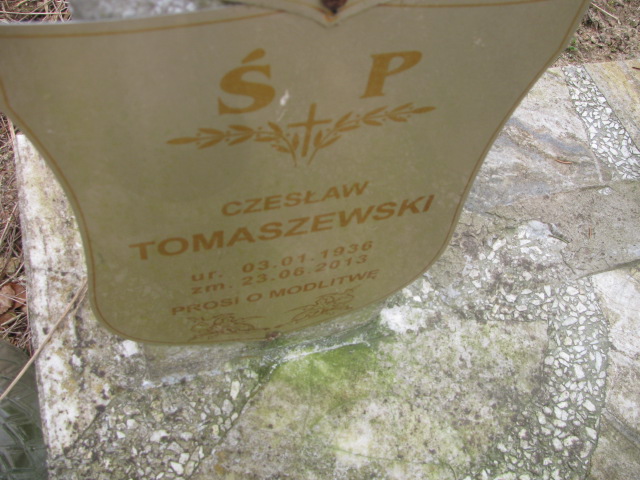 Ś P
CZESŁAW
TOMASZEWSKI
ur. 03.01.1936
zm. 23.06.2013
PROSI O MODLITWĘ